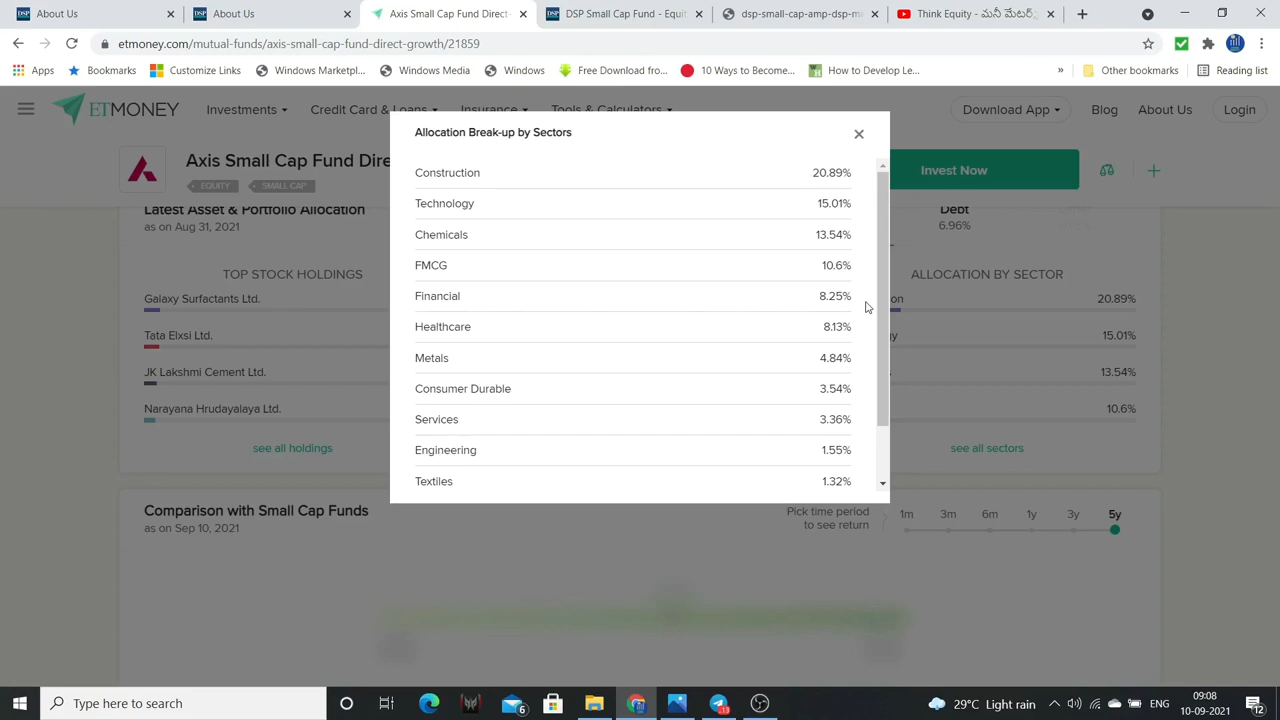 About Us
About Us
Axis Small Cap Fund Direct-
DSP Small Cap Fund - Equity
dsp-small-cap-amp-dsp-m
Think Equity - మనీ మేటర్స్
etmoney.com/mutual-funds/axis-small-cap-fund-direct-growth/21859
Apps
Bookmarks
Customize Links
Windows Marketpl...
Windows Media
Windows
Free Download fro...
10 Ways to Become...
How to Develop Le...
»
Other bookmarks
Reading list
ETMONEY
Investments
Credit Card & Loans
Insurance
Tools & Calculators
Download App
Blog
About Us
Login
Axis Small Cap Fund Dire
EQUITY
SMALL CAP
Invest Now
Allocation Break-up by Sectors
Construction 20.89%
Technology 15.01%
Chemicals 13.54%
FMCG 10.6%
Financial 8.25%
Healthcare 8.13%
Metals 4.84%
Consumer Durable 3.54%
Services 3.36%
Engineering 1.55%
Textiles 1.32%
Latest Asset & Portfolio Allocation
as on Aug 31, 2021
Debt
6.96%
TOP STOCK HOLDINGS
Galaxy Surfactants Ltd.
Tata Elxsi Ltd.
JK Lakshmi Cement Ltd.
Narayana Hrudayalaya Ltd.
see all holdings
ALLOCATION BY SECTOR
on 20.89%
gy 15.01%
13.54%
10.6%
see all sectors
Comparison with Small Cap Funds
as on Sep 10, 2021
Pick time period
to see return
1m 3m 6m 1y 3y 5y
Type here to search
6
13
29°C Light rain
ENG
09:08
10-09-2021
12